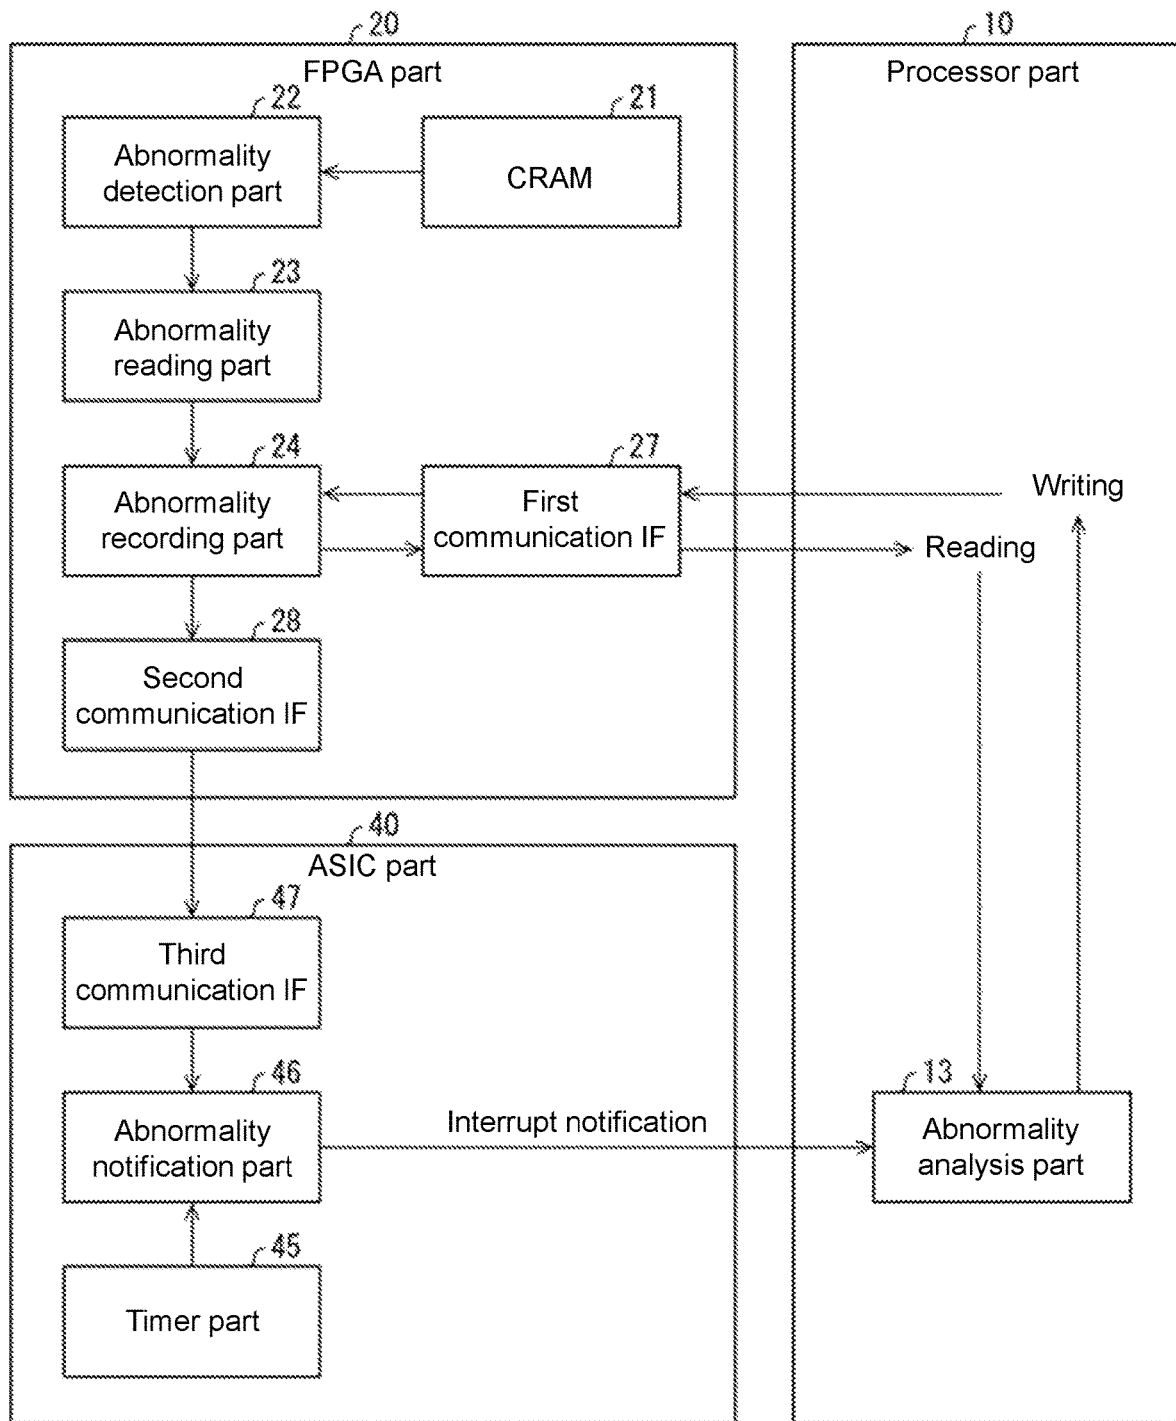 20
FPGA part
22
Abnormality
detection part
21
CRAM
23
Abnormality
reading part
24
Abnormality
recording part
27
First
communication IF
28
Second
communication IF
10
Processor part
Writing
Reading
40
ASIC part
47
Third
communication IF
46
Abnormality
notification part
Interrupt notification
13
Abnormality
analysis part
45
Timer part